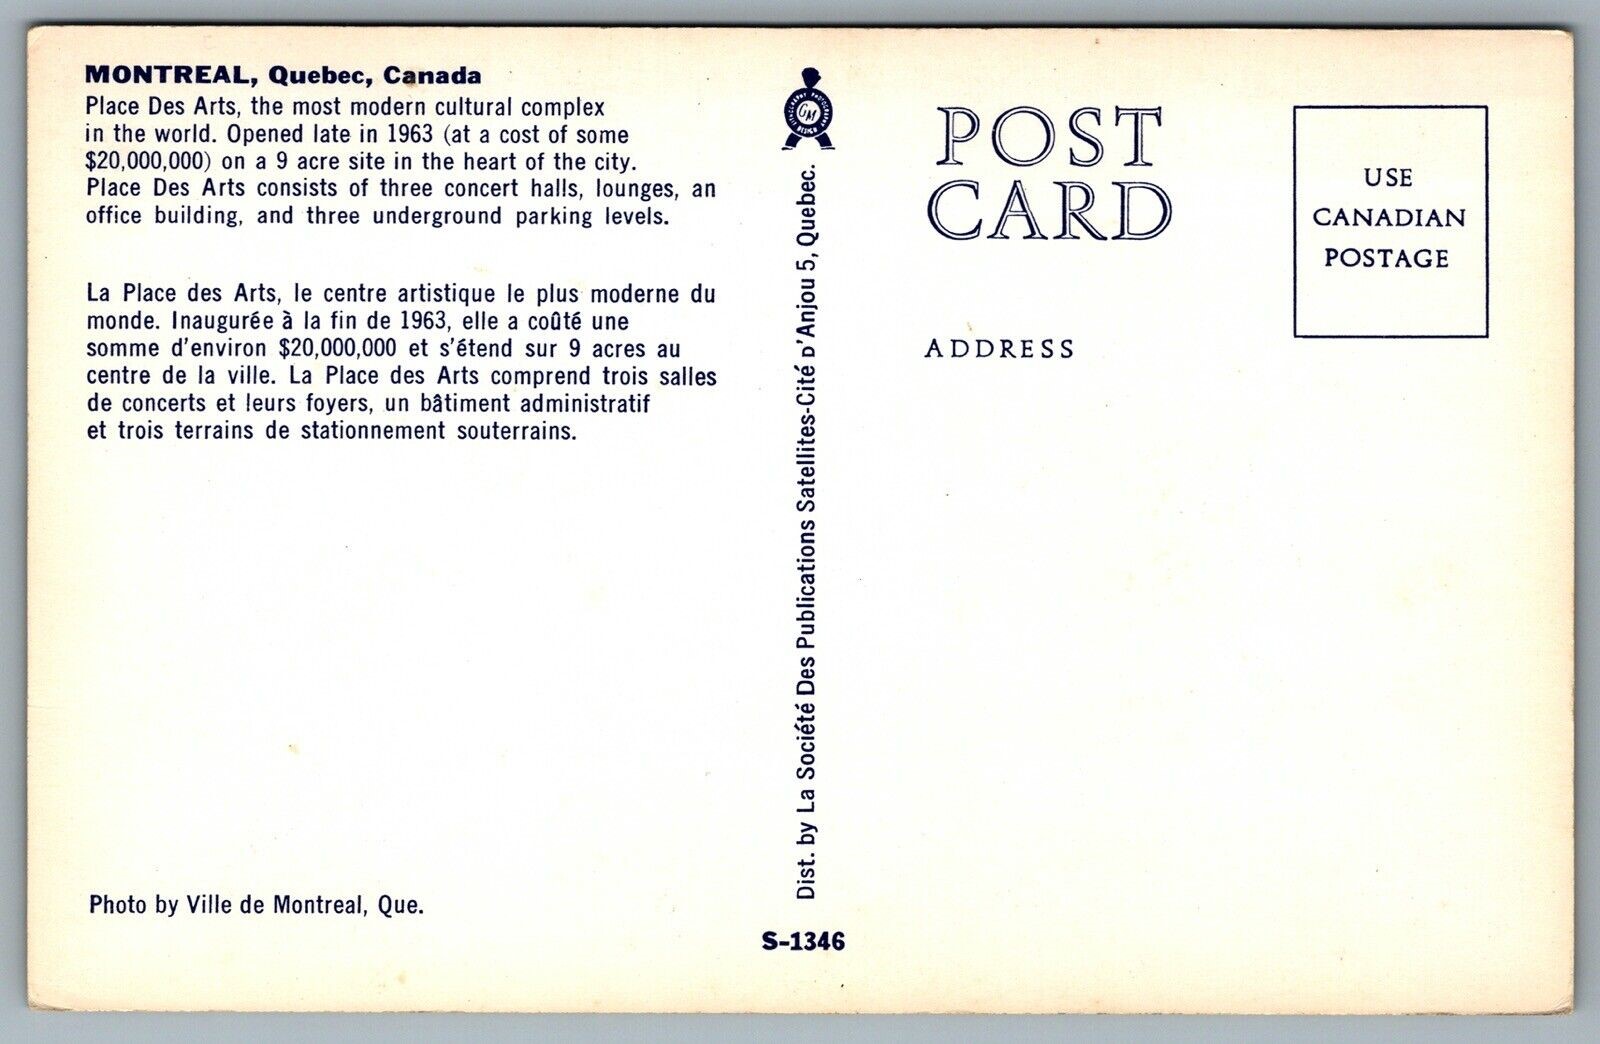 MONTREAL, Quebec, Canada
Place Des Arts, the most modern cultural complex
in the world. Opened late in 1963 (at a cost of some
$20,000,000) on a 9 acre site in the heart of the city.
Place Des Arts consists of three concert halls, lounges, an
office building, and three underground parking levels.
La Place des Arts, le centre artistique le plus moderne du
monde. Inaugurée à la fin de 1963, elle a coûté une
somme d'environ $20,000,000 et s'étend sur 9 acres au
centre de la ville. La Place des Arts comprend trois salles
de concerts et leurs foyers, un bâtiment administratif
et trois terrains de stationnement souterrains.
Photo by Ville de Montreal, Que.
GM
PHOTOGRAPHY
DESIGN
Dist. by La Société Des Publications Satellites-Cité D'Anjou 5, Quebec.
S-1346
POST
CARD
ADDRESS
USE
CANADIAN
POSTAGE